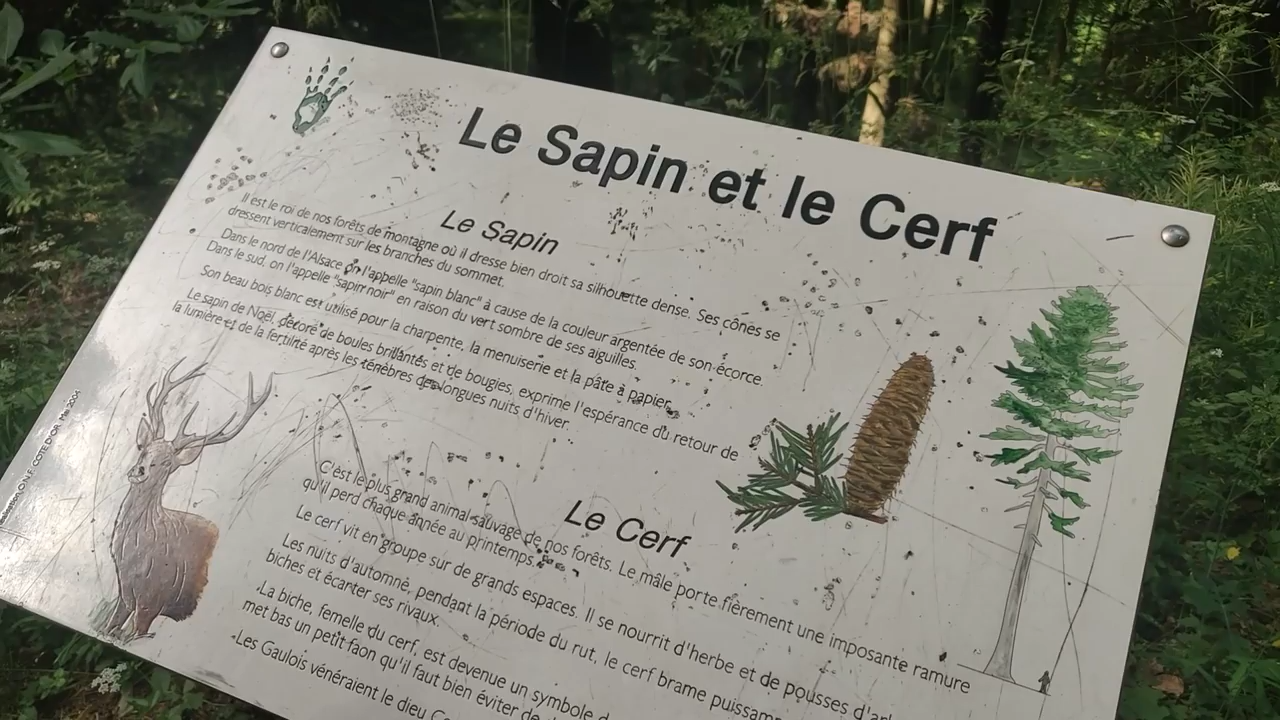 Le Sapin et le Cerf
Le Sapin
Il est le roi de nos forêts de montagne où il dresse bien droit sa silhouette dense. Ses cônes se
dressent verticalement sur les branches du sommet.
Dans le nord de l'Alsace on l'appelle "sapin blanc" à cause de la couleur argentée de son écorce.
Dans le sud, on l'appelle "sapin noir" en raison du vert sombre de ses aiguilles.
Son beau bois blanc est utilisé pour la charpente, la menuiserie et la pâte à papier.
Le sapin de Noël, décoré de boules brillantes et de bougies, exprime l'espérance du retour de
la lumière et de la fertilité après les ténèbres des longues nuits d'hiver.
Le Cerf
C'est le plus grand animal sauvage de nos forêts. Le mâle porte fièrement une imposante ramure
qu'il perd chaque année au printemps.
Le cerf vit en groupe sur de grands espaces. Il se nourrit d'herbe et de pousses
Les nuits d'automne, pendant la période du rut, le cerf brame
biches et écarter ses rivaux.
La biche, femelle du cerf, est devenue un symbole
met bas un petit faon qu'il faut bien éviter de
Les Gaulois vénéraient le dieu
O.N.F. COTE D'OR Mai 2004